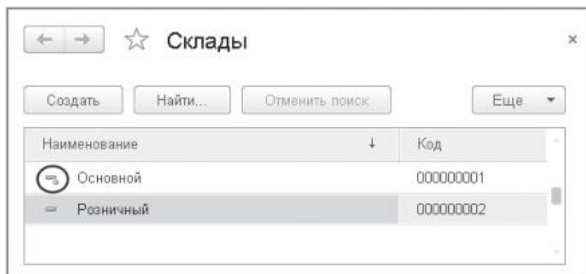 Склады
Создать Найти... Отменить поиск Еще
Наименование Код
Основной 000000001
Розничный 000000002